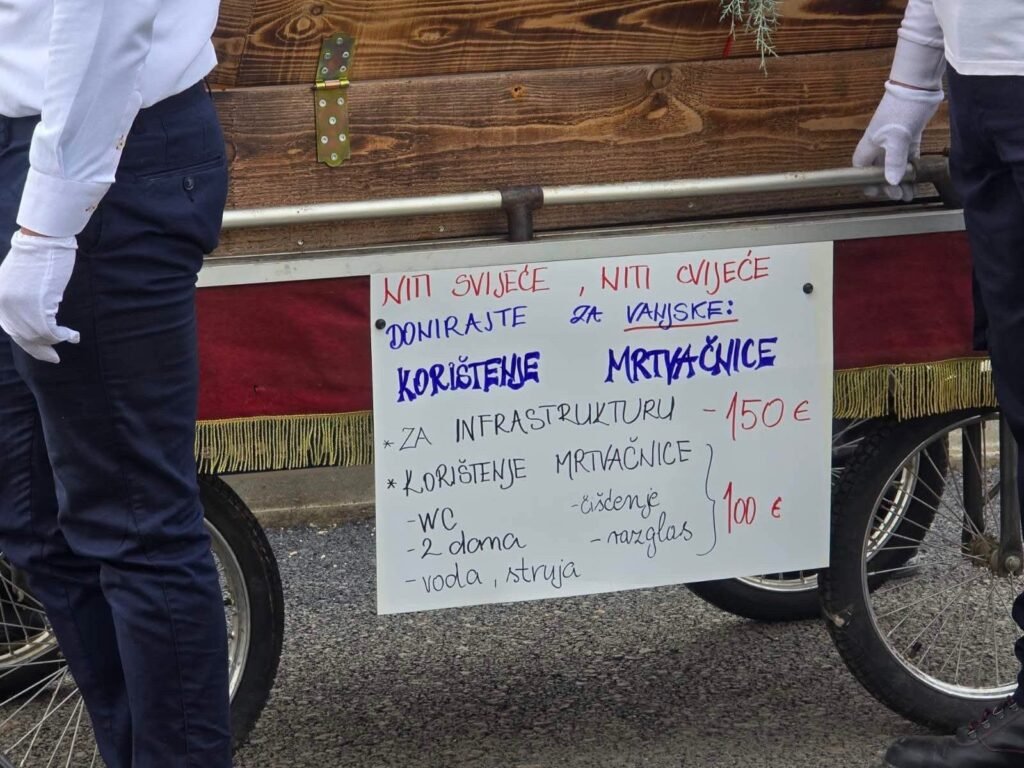 NITI SVIJEĆE , NITI CVIJEĆE
DONIRAJTE ZA VANJSKE:
KORIŠTENJE MRTVAČNICE
* ZA INFRASTRUKTURU - 150 €
* KORIŠTENJE MRTVAČNICE
- WC - čišćenje
- 2 dana - razglas 100 €
- voda , struja